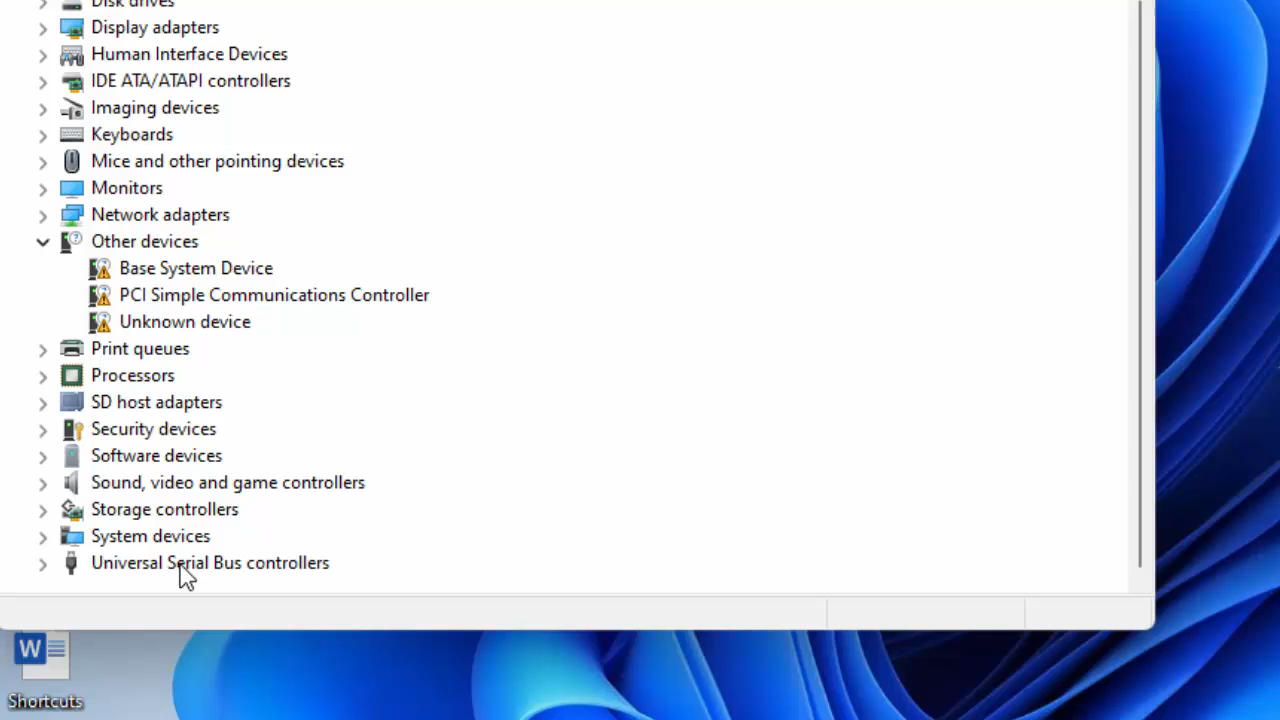 Disk drives
Display adapters
Human Interface Devices
IDE ATA/ATAPI controllers
Imaging devices
Keyboards
Mice and other pointing devices
Monitors
Network adapters
Other devices
Base System Device
PCI Simple Communications Controller
Unknown device
Print queues
Processors
SD host adapters
Security devices
Software devices
Sound, video and game controllers
Storage controllers
System devices
Universal Serial Bus controllers
W
Shortcuts